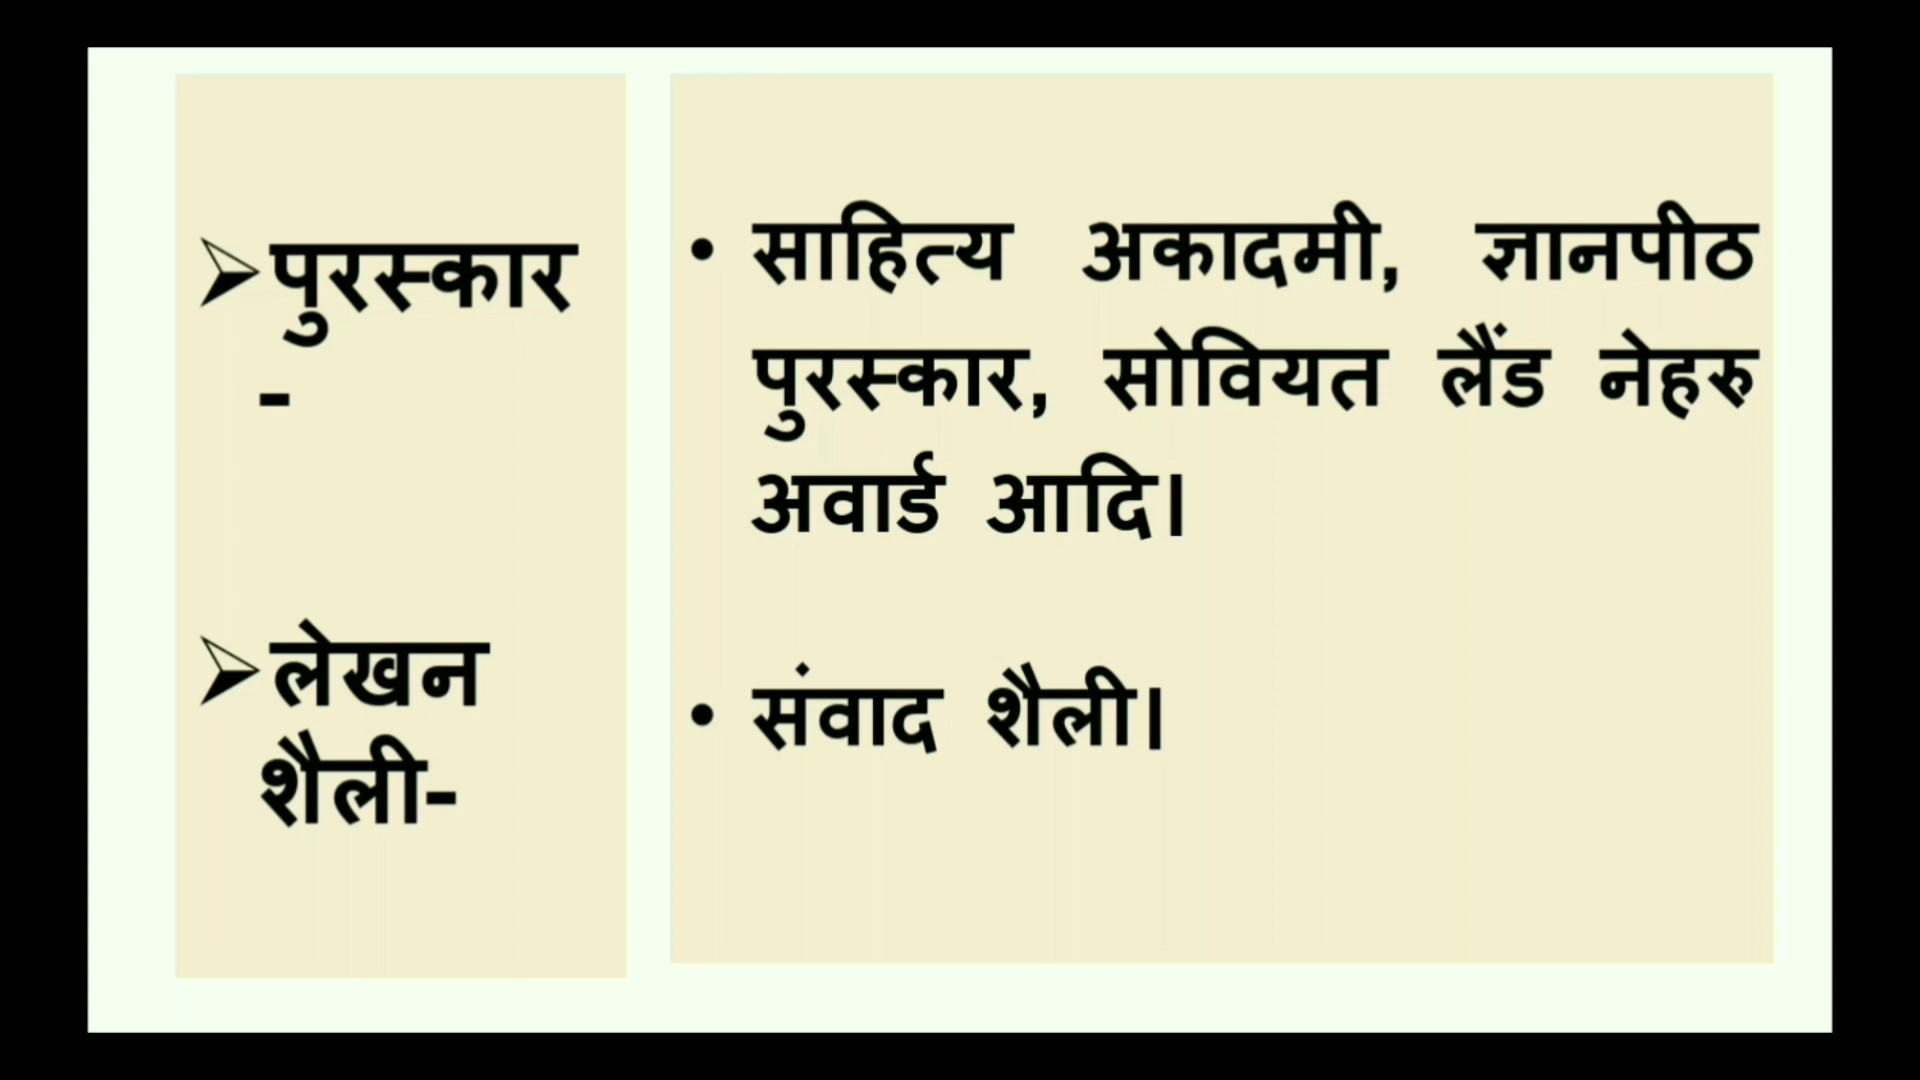 ➢पुरस्कार
-
➢लेखन
शैली-
• साहित्य अकादमी, ज्ञानपीठ
पुरस्कार, सोवियत लैंड नेहरु
अवार्ड आदि।
• संवाद शैली।